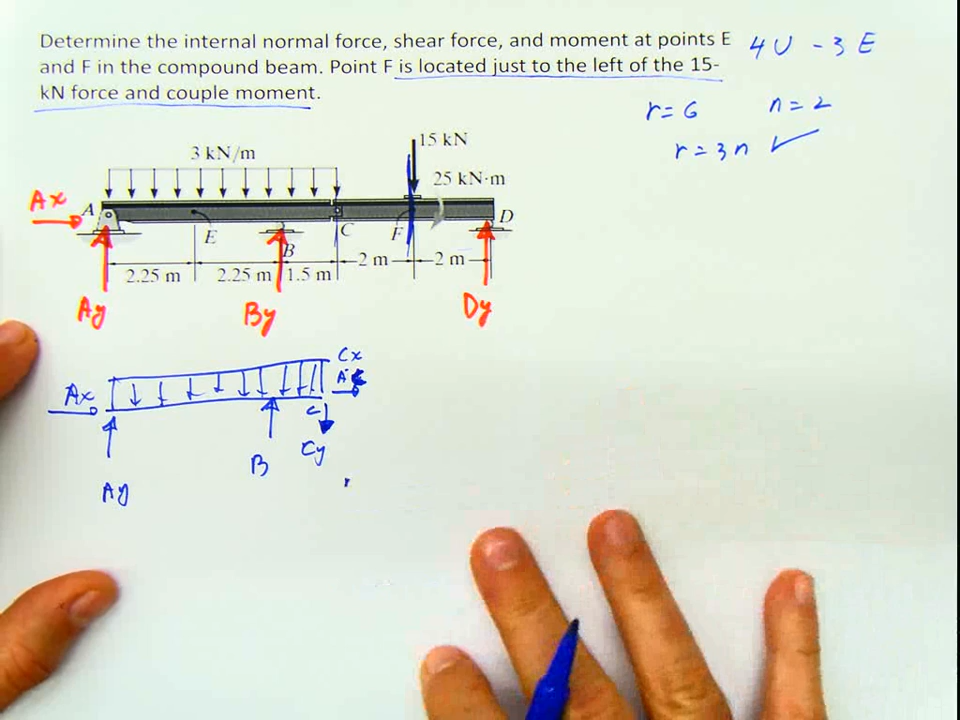 Determine the internal normal force, shear force, and moment at points E
and F in the compound beam. Point F is located just to the left of the 15-
kN force and couple moment.
4U - 3E
r = 6 n = 2
r = 3n ✓
15 kN
3 kN/m
25 kN·m
Ax
A
E
B
C
F
D
2.25 m
2.25 m
1.5 m
2 m
2 m
Ay
By
Dy
Cx
Ax
C
Cy
B
Ay